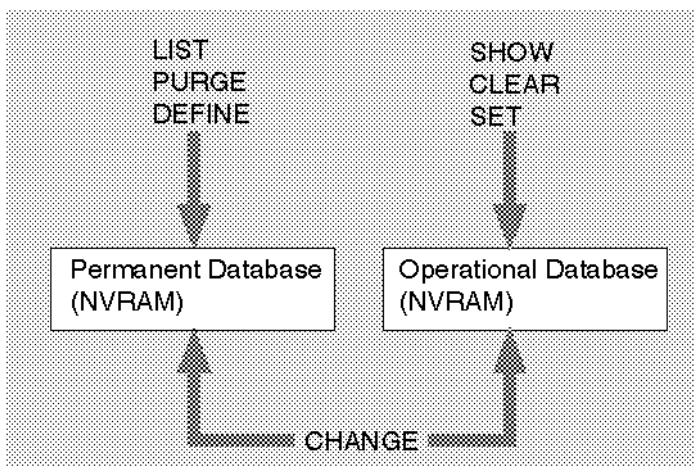 LIST
PURGE
DEFINE
SHOW
CLEAR
SET
Permanent Database
(NVRAM)
Operational Database
(NVRAM)
CHANGE